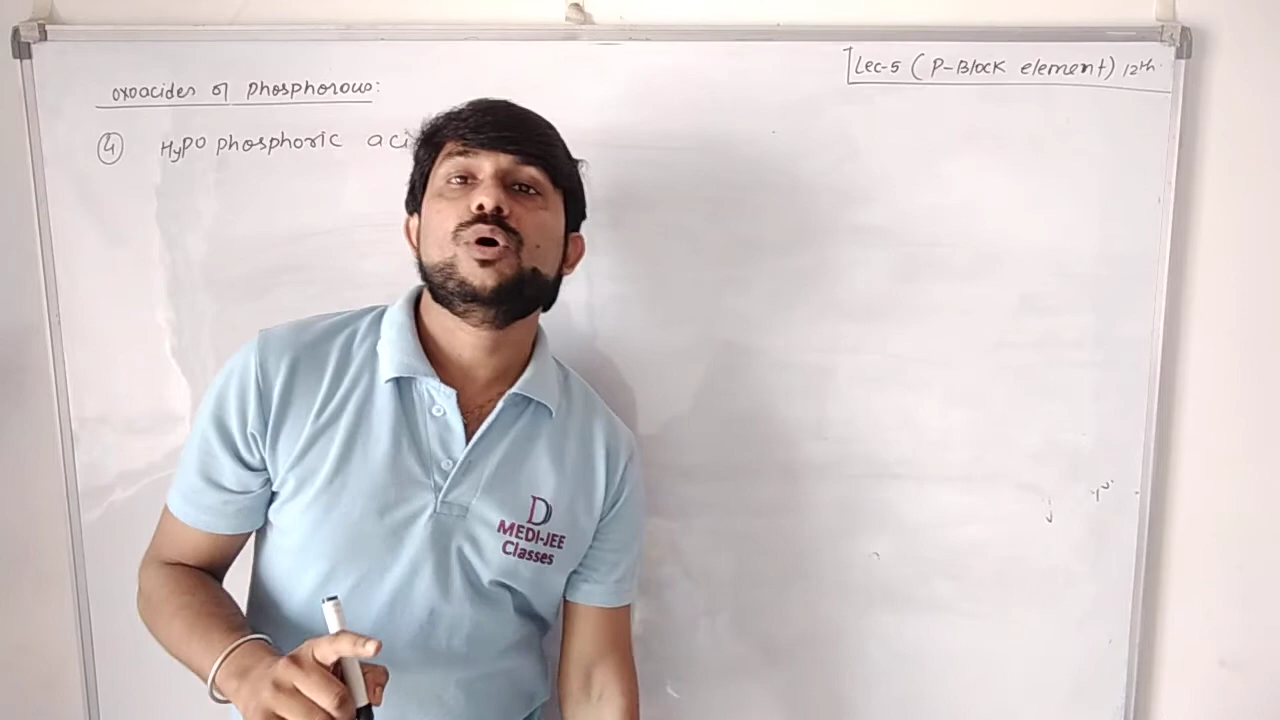 Lec-5 (P-Block element) 12th.
oxoacides of phosphorous:
4 Hypo phosphoric aci
D
MEDI-JEE
Classes